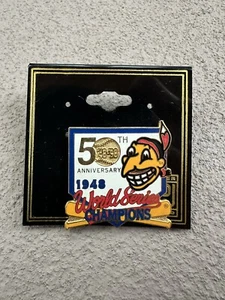 50TH
ANNIVERSARY
1948
World Series
CHAMPIONS